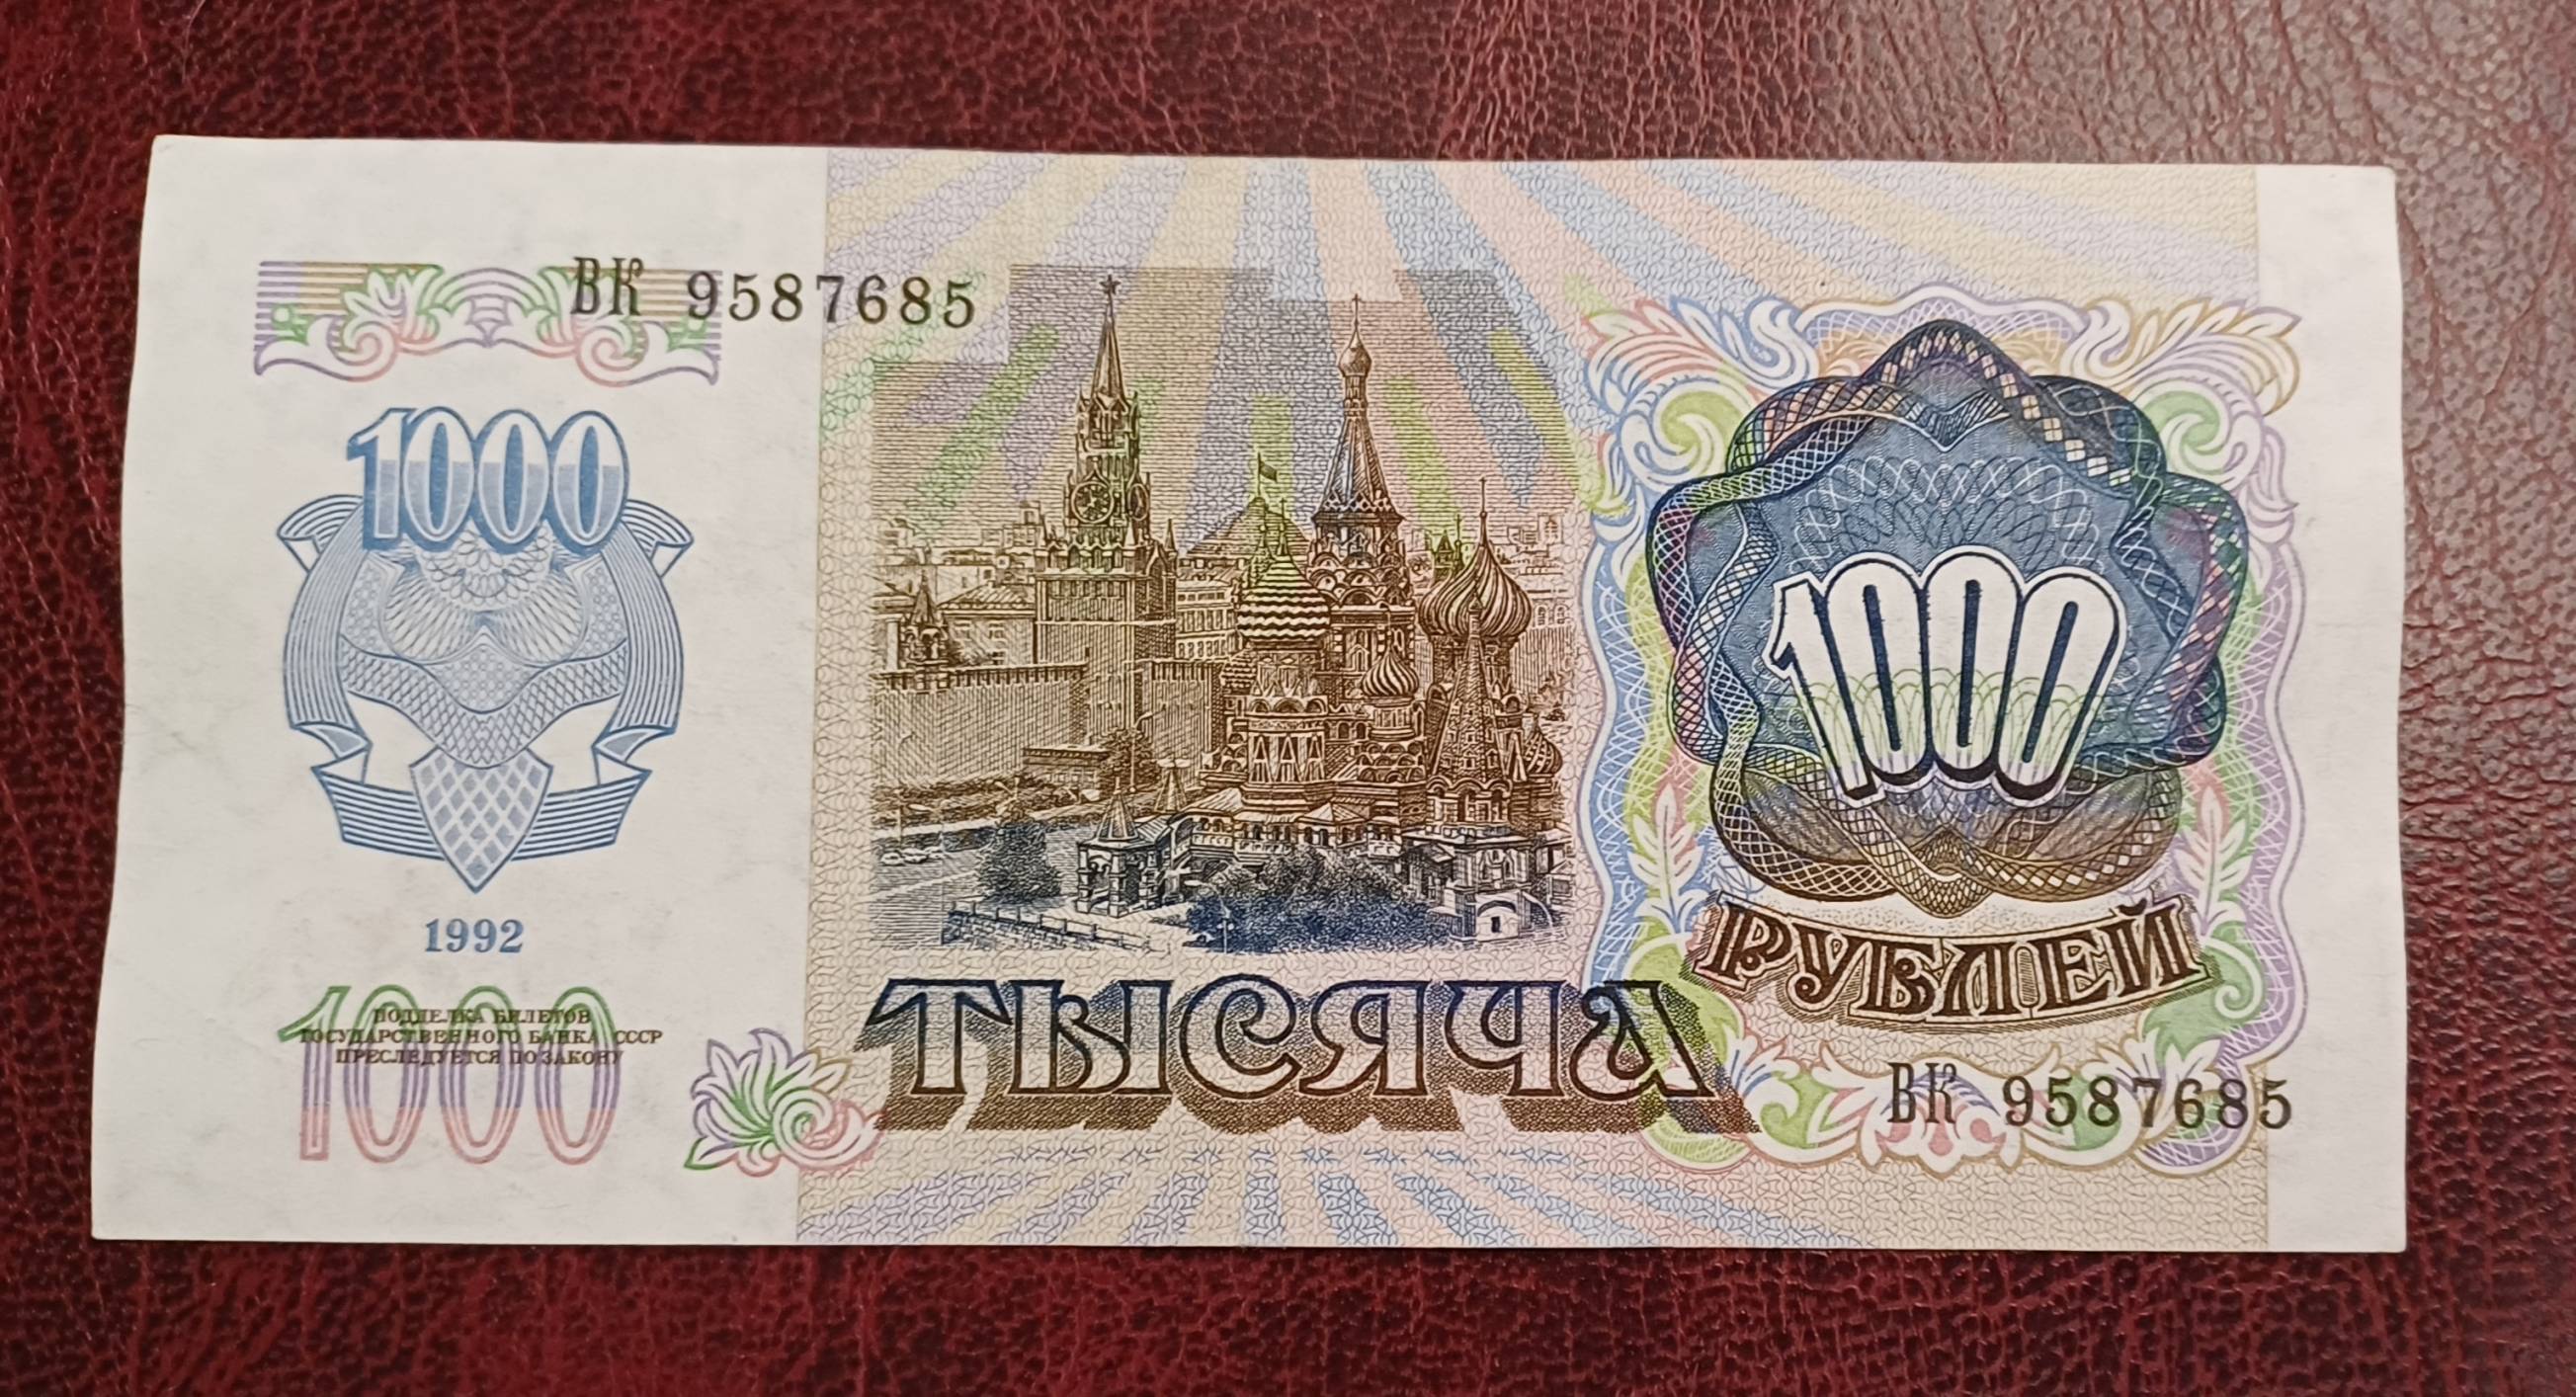 ВК 9587685
1000
1992
1000
ПОДДЕЛКА БИЛЕТОВ
ГОСУДАРСТВЕННОГО БАНКА СССР
ПРЕСЛЕДУЕТСЯ ПО ЗАКОНУ
1000
РУБЛЕЙ
ТЫСЯЧА
ВК 9587685